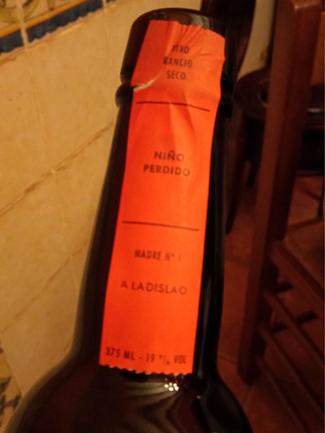 VINO
RANCIO
SECO
NIÑO
PERDIDO
MADRE Nº 1
A LADISLAO
375 ML - 19 % VOL